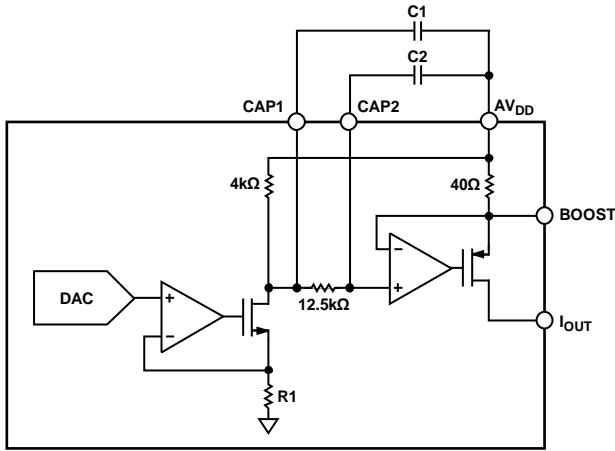 C1
C2
CAP1 CAP2 AVDD
4kΩ 40Ω
BOOST
DAC
+
−
12.5kΩ
−
+
IOUT
R1